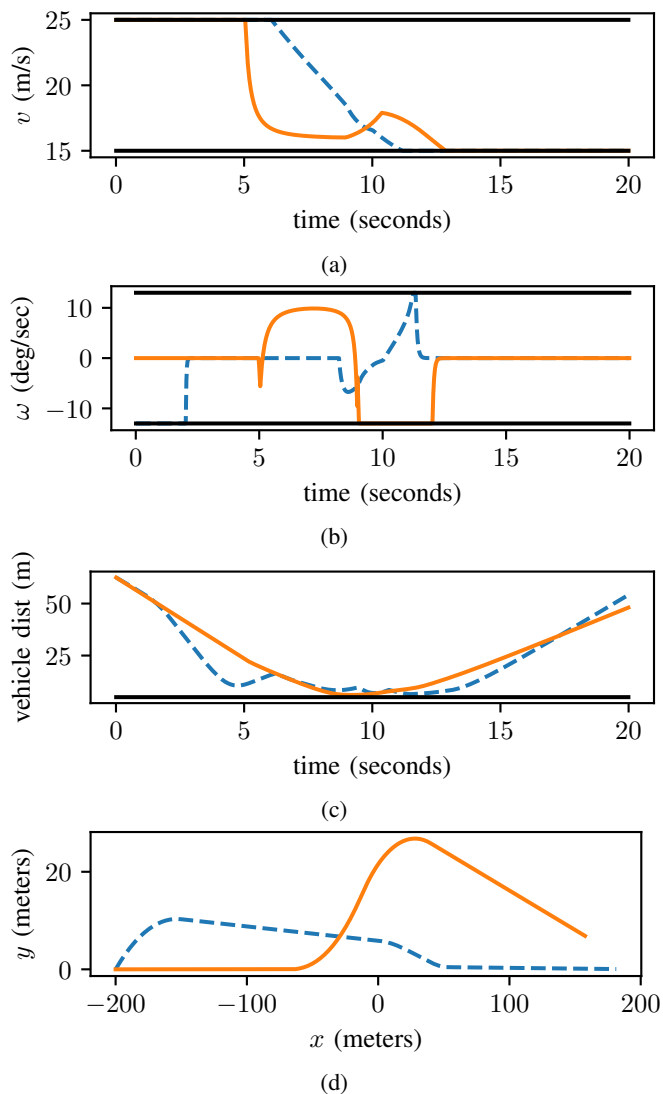 25
20
15
v (m/s)
0 5 10 15 20
time (seconds)
(a)
10
0
−10
ω (deg/sec)
0 5 10 15 20
time (seconds)
(b)
50
25
vehicle dist (m)
0 5 10 15 20
time (seconds)
(c)
20
0
y (meters)
−200 −100 0 100 200
x (meters)
(d)